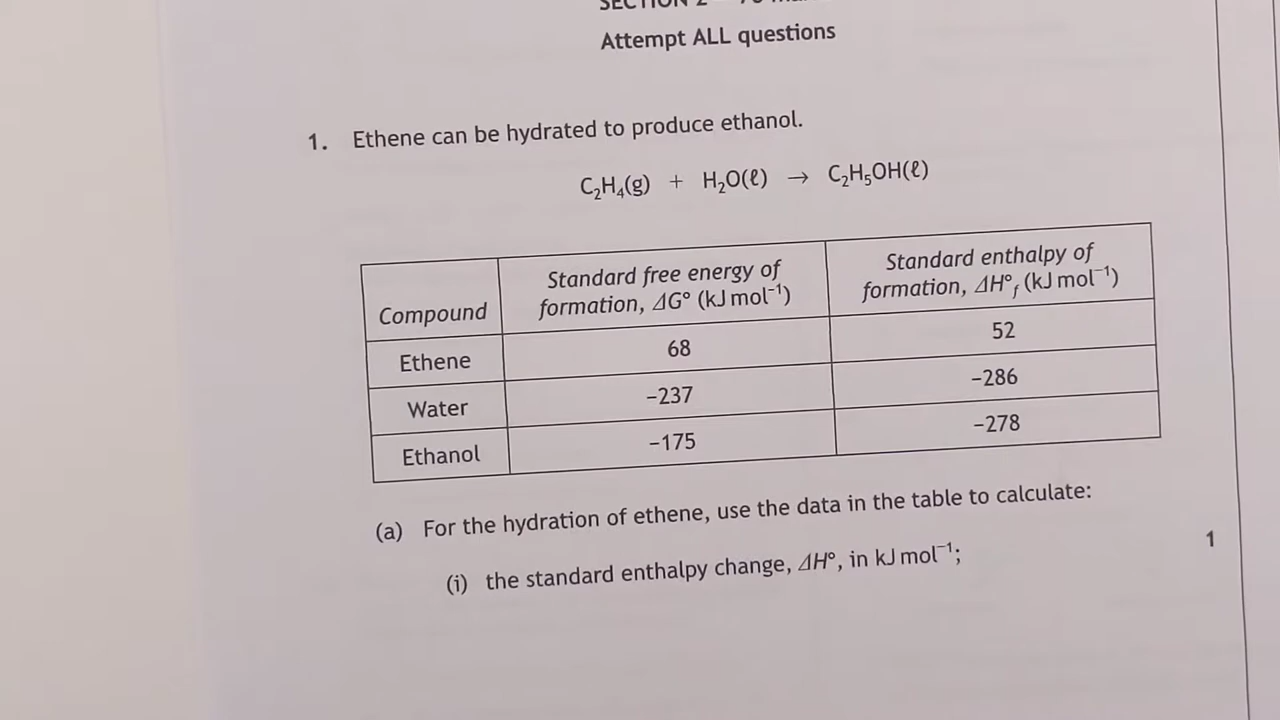 SECTION 2
Attempt ALL questions
1. Ethene can be hydrated to produce ethanol.
C₂H₄(g) + H₂O(ℓ) → C₂H₅OH(ℓ)
Compound Standard free energy of formation, ΔG° (kJ mol⁻¹) Standard enthalpy of formation, ΔH°f (kJ mol⁻¹)
Ethene 68 52
Water −237 −286
Ethanol −175 −278
(a) For the hydration of ethene, use the data in the table to calculate:
(i) the standard enthalpy change, ΔH°, in kJ mol⁻¹; 1